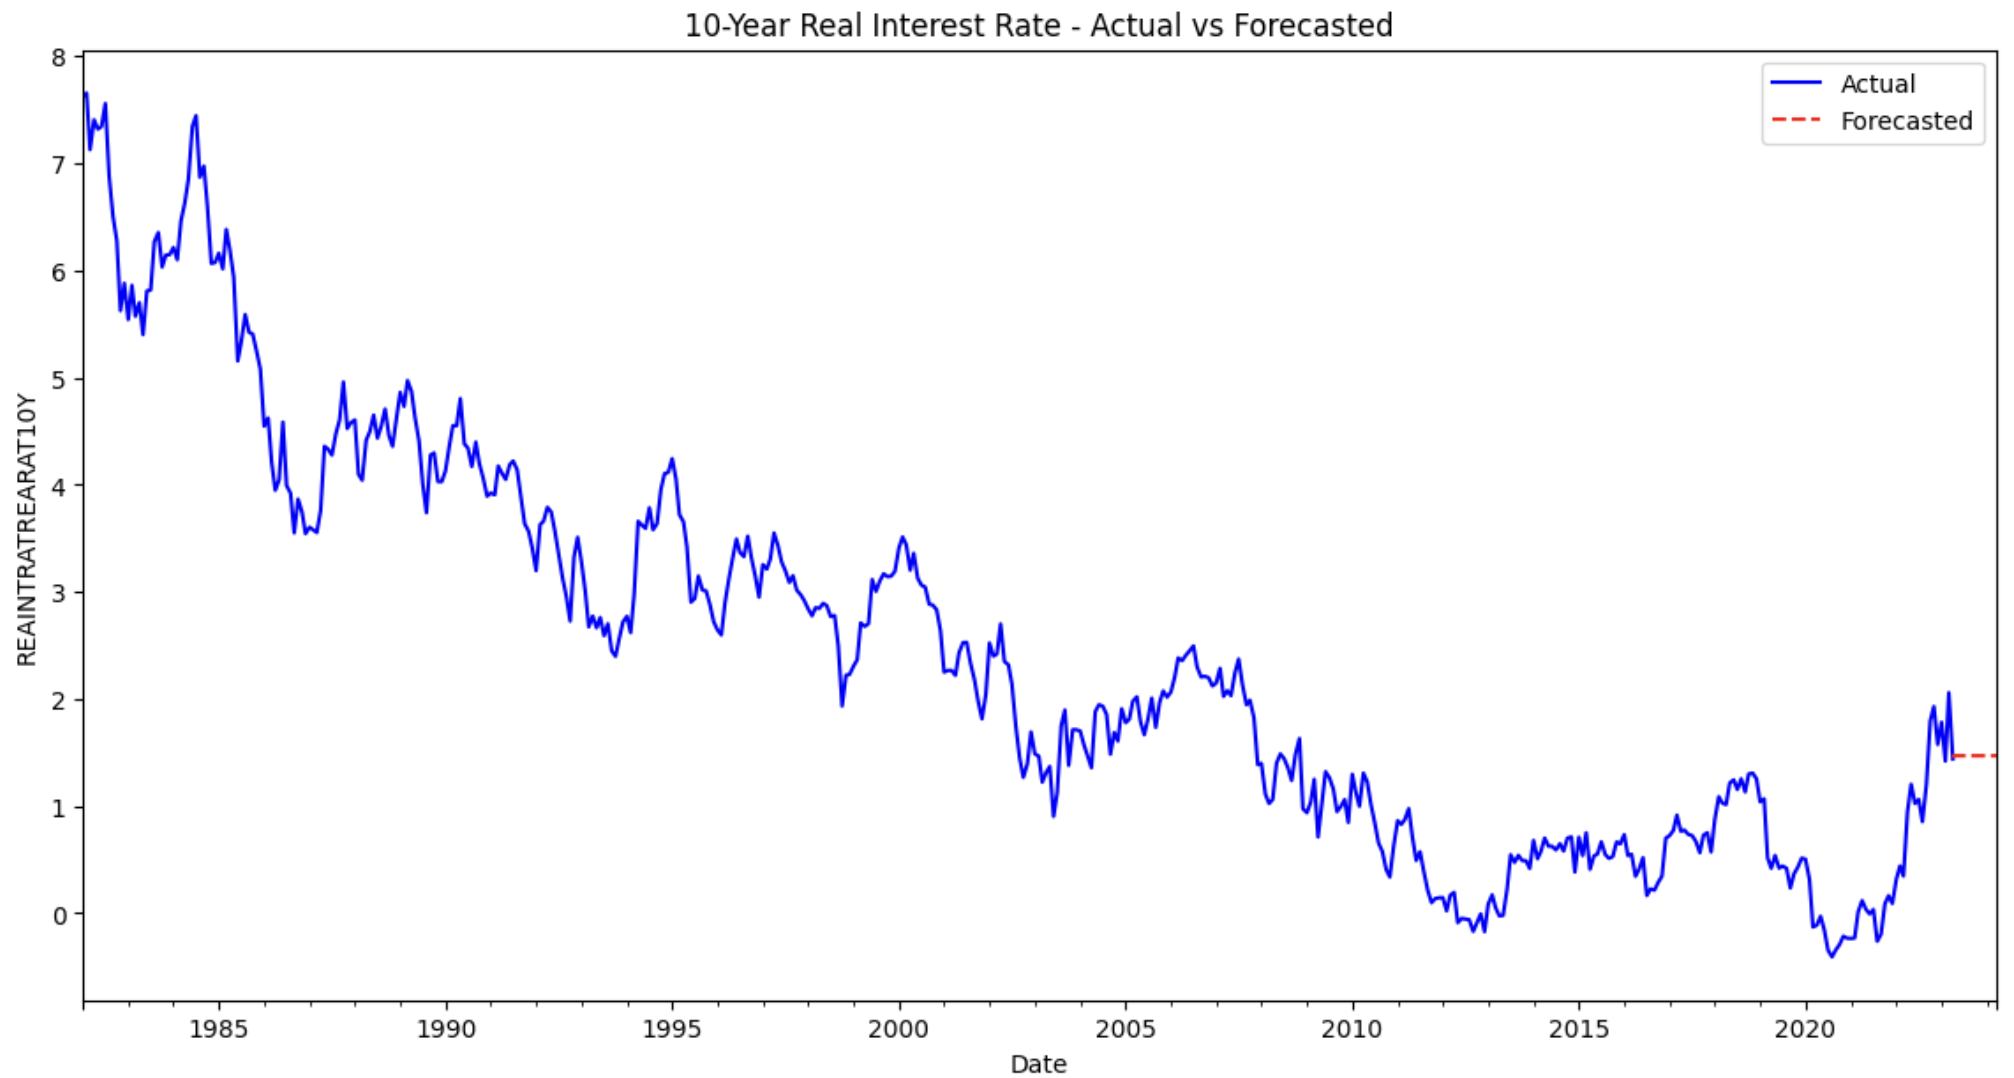 10-Year Real Interest Rate - Actual vs Forecasted
Actual
Forecasted
REAINTRATREARAT10Y
8
7
6
5
4
3
2
1
0
1985 1990 1995 2000 2005 2010 2015 2020
Date